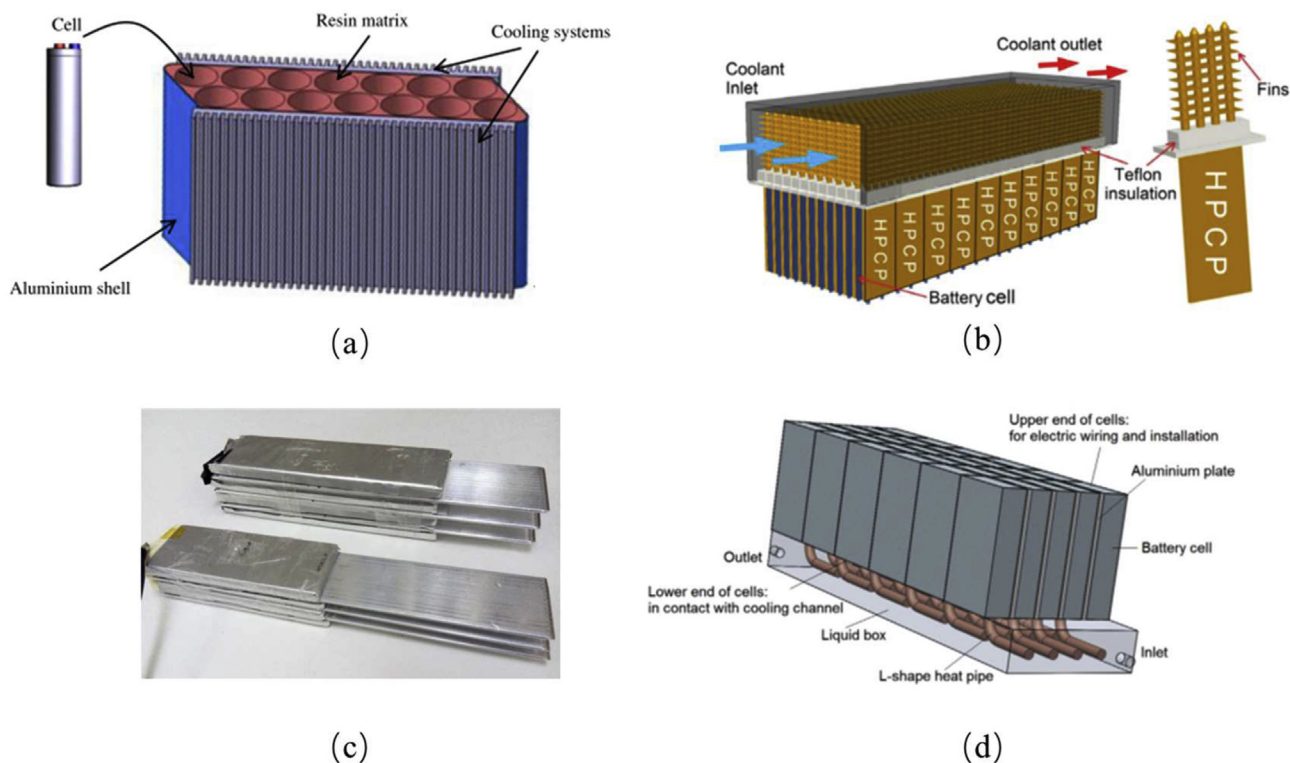 Cell
Resin matrix
Cooling systems
Aluminium shell
(a)
Coolant
Inlet
Coolant outlet
Fins
Teflon
insulation
HPCP
HPCP
HPCP
HPCP
HPCP
HPCP
HPCP
HPCP
HPCP
HPCP
Battery cell
(b)
(c)
Upper end of cells:
for electric wiring and installation
Aluminium plate
Battery cell
Outlet
Lower end of cells:
in contact with cooling channel
Liquid box
L-shape heat pipe
Inlet
(d)